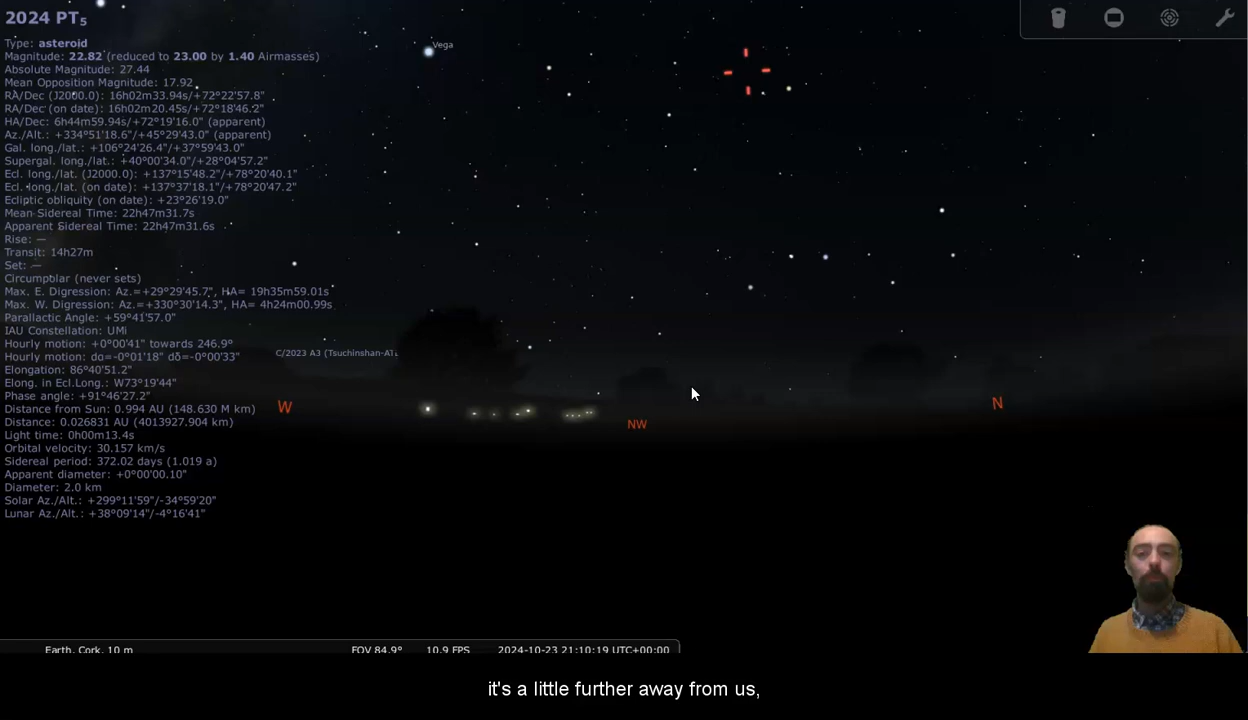 2024 PT5
Type: asteroid
Magnitude: 22.82 (reduced to 23.00 by 1.40 Airmasses)
Absolute Magnitude: 27.44
Mean Opposition Magnitude: 17.92
RA/Dec (J2000.0): 16h02m33.94s/+72°22'57.8"
RA/Dec (on date): 16h02m20.45s/+72°18'46.2"
HA/Dec: 6h44m59.94s/+72°19'16.0" (apparent)
Az./Alt.: +334°51'18.6"/+45°29'43.0" (apparent)
Gal. long./lat.: +106°24'26.4"/+37°59'43.0"
Supergal. long./lat.: +40°00'34.0"/+28°04'57.2"
Ecl. long./lat. (J2000.0): +137°15'48.2"/+78°20'40.1"
Ecl. long./lat. (on date): +137°37'18.1"/+78°20'47.2"
Ecliptic obliquity (on date): +23°26'19.0"
Mean Sidereal Time: 22h47m31.7s
Apparent Sidereal Time: 22h47m31.6s
Rise: —
Transit: 14h27m
Set: —
Circumpolar (never sets)
Max. E. Digression: Az.=+29°29'45.7", HA= 19h35m59.01s
Max. W. Digression: Az.=+330°30'14.3", HA= 4h24m00.99s
Parallactic Angle: +59°41'57.0"
IAU Constellation: UMi
Hourly motion: +0°00'41" towards 246.9°
Hourly motion: dα=-0°01'18" dδ=-0°00'33"
Elongation: 86°40'51.2"
Elong. in Ecl.Long.: W73°19'44"
Phase angle: +91°46'27.2"
Distance from Sun: 0.994 AU (148.630 M km)
Distance: 0.026831 AU (4013927.904 km)
Light time: 0h00m13.4s
Orbital velocity: 30.157 km/s
Sidereal period: 372.02 days (1.019 a)
Apparent diameter: +0°00'00.10"
Diameter: 2.0 km
Solar Az./Alt.: +299°11'59"/-34°59'20"
Lunar Az./Alt.: +38°09'14"/-4°16'41"
Vega
C/2023 A3 (Tsuchinshan-ATL
W
NW
N
Earth, Cork, 10 m FOV 84.9° 10.9 FPS 2024-10-23 21:10:19 UTC+00:00
it's a little further away from us,